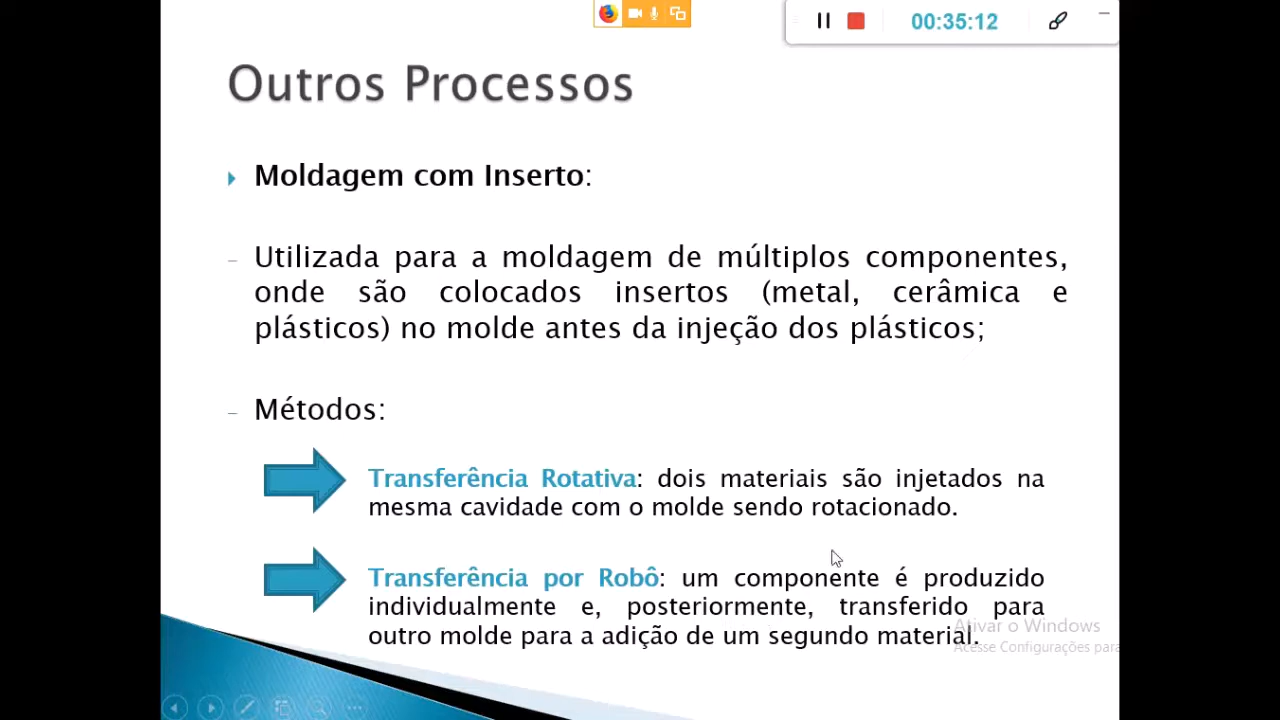 00:35:12
Outros Processos
Moldagem com Inserto:
Utilizada para a moldagem de múltiplos componentes,
onde são colocados insertos (metal, cerâmica e
plásticos) no molde antes da injeção dos plásticos;
Métodos:
Transferência Rotativa: dois materiais são injetados na
mesma cavidade com o molde sendo rotacionado.
Transferência por Robô: um componente é produzido
individualmente e, posteriormente, transferido para
outro molde para a adição de um segundo material.
Ativar o Windows
Acesse Configurações para